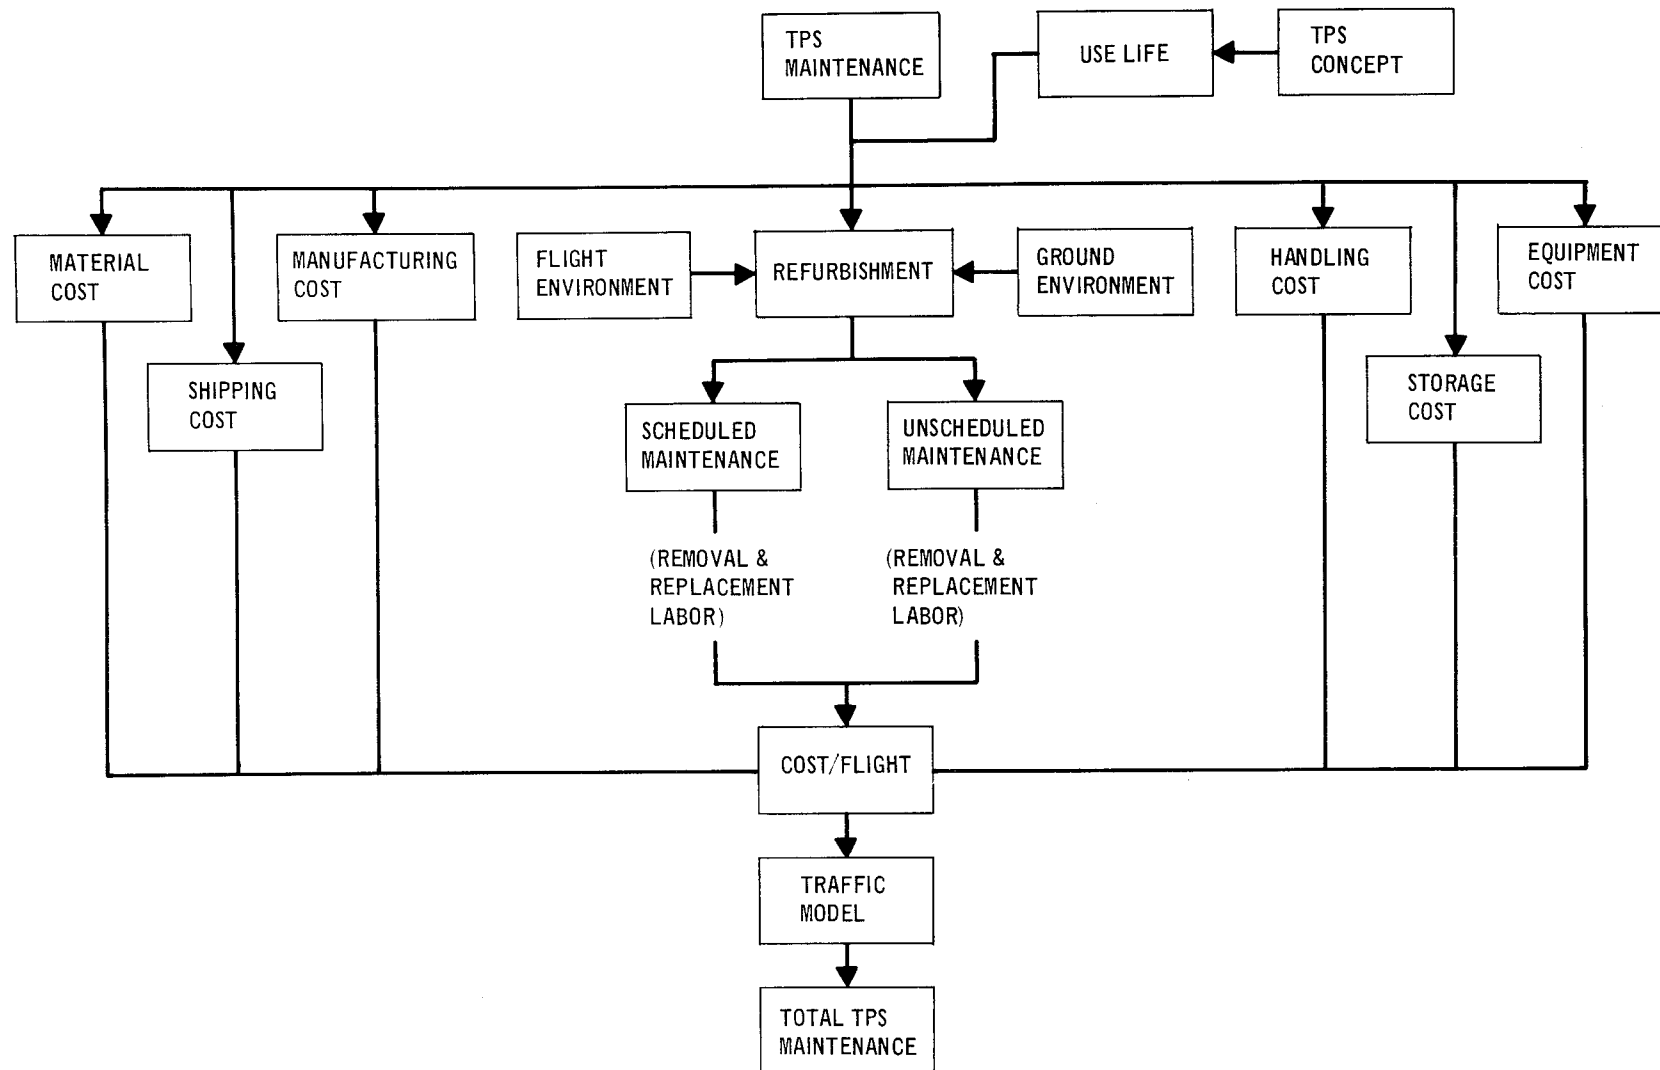 TPS
MAINTENANCE
USE LIFE
TPS
CONCEPT
MATERIAL
COST
MANUFACTURING
COST
FLIGHT
ENVIRONMENT
REFURBISHMENT
GROUND
ENVIRONMENT
HANDLING
COST
EQUIPMENT
COST
SHIPPING
COST
STORAGE
COST
SCHEDULED
MAINTENANCE
UNSCHEDULED
MAINTENANCE
(REMOVAL &
REPLACEMENT
LABOR)
(REMOVAL &
REPLACEMENT
LABOR)
COST/FLIGHT
TRAFFIC
MODEL
TOTAL TPS
MAINTENANCE